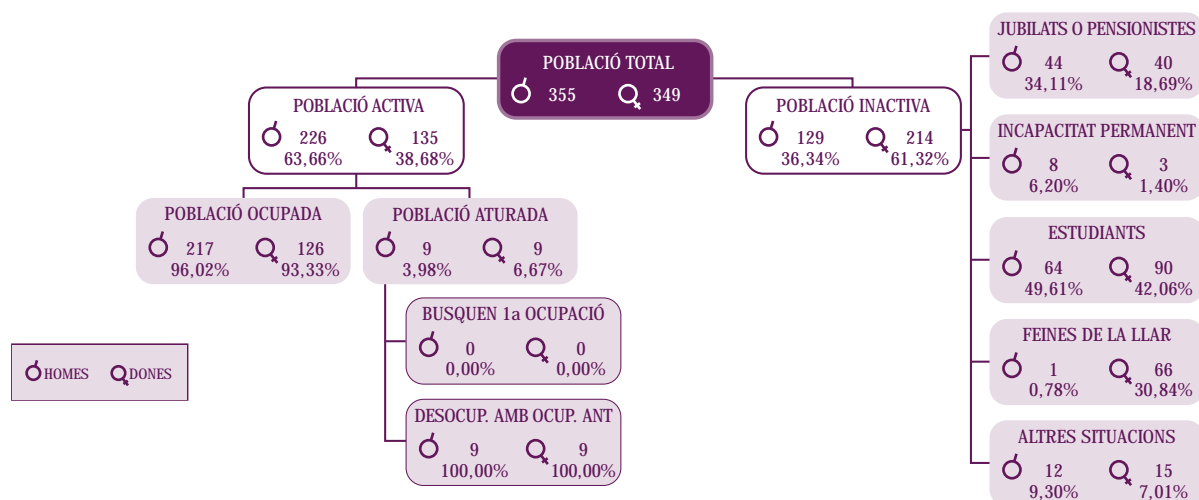 POBLACIÓ TOTAL
355 349
POBLACIÓ ACTIVA
226 135
63,66% 38,68%
POBLACIÓ INACTIVA
129 214
36,34% 61,32%
POBLACIÓ OCUPADA
217 126
96,02% 93,33%
POBLACIÓ ATURADA
9 9
3,98% 6,67%
BUSQUEN 1a OCUPACIÓ
0 0
0,00% 0,00%
DESOCUP. AMB OCUP. ANT
9 9
100,00% 100,00%
JUBILATS O PENSIONISTES
44 40
34,11% 18,69%
INCAPACITAT PERMANENT
8 3
6,20% 1,40%
ESTUDIANTS
64 90
49,61% 42,06%
FEINES DE LA LLAR
1 66
0,78% 30,84%
ALTRES SITUACIONS
12 15
9,30% 7,01%
HOMES DONES